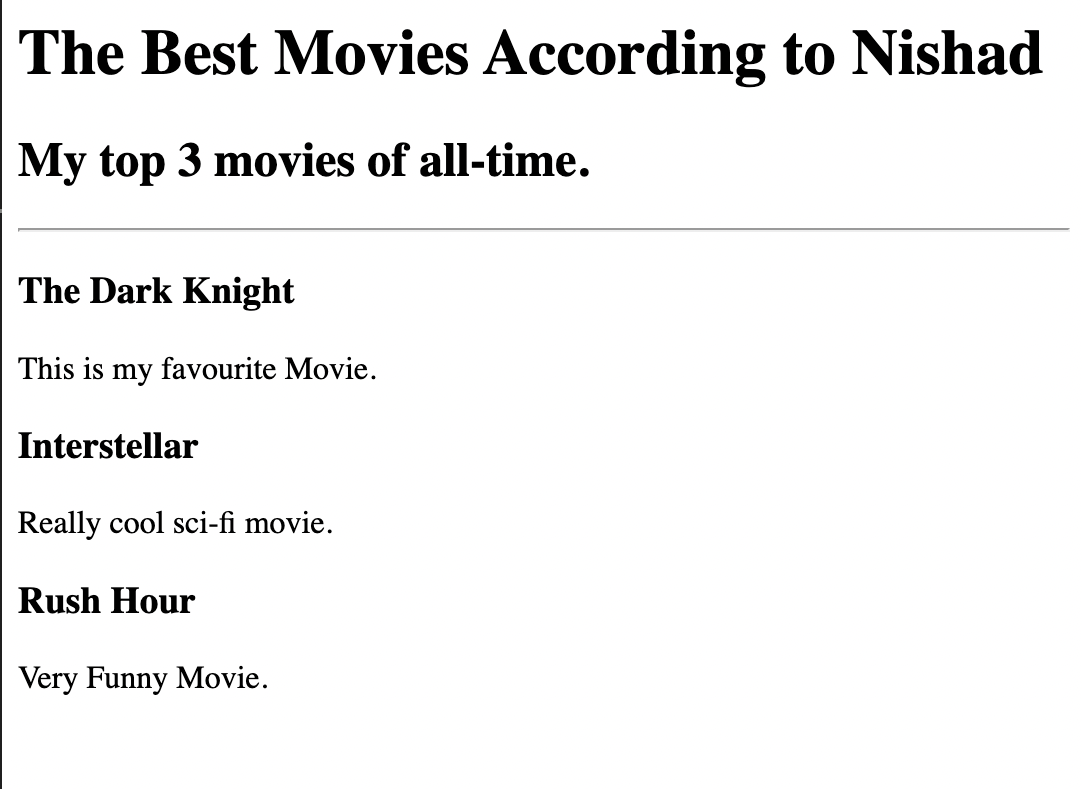 The Best Movies According to Nishad
My top 3 movies of all-time.
The Dark Knight
This is my favourite Movie.
Interstellar
Really cool sci-fi movie.
Rush Hour
Very Funny Movie.